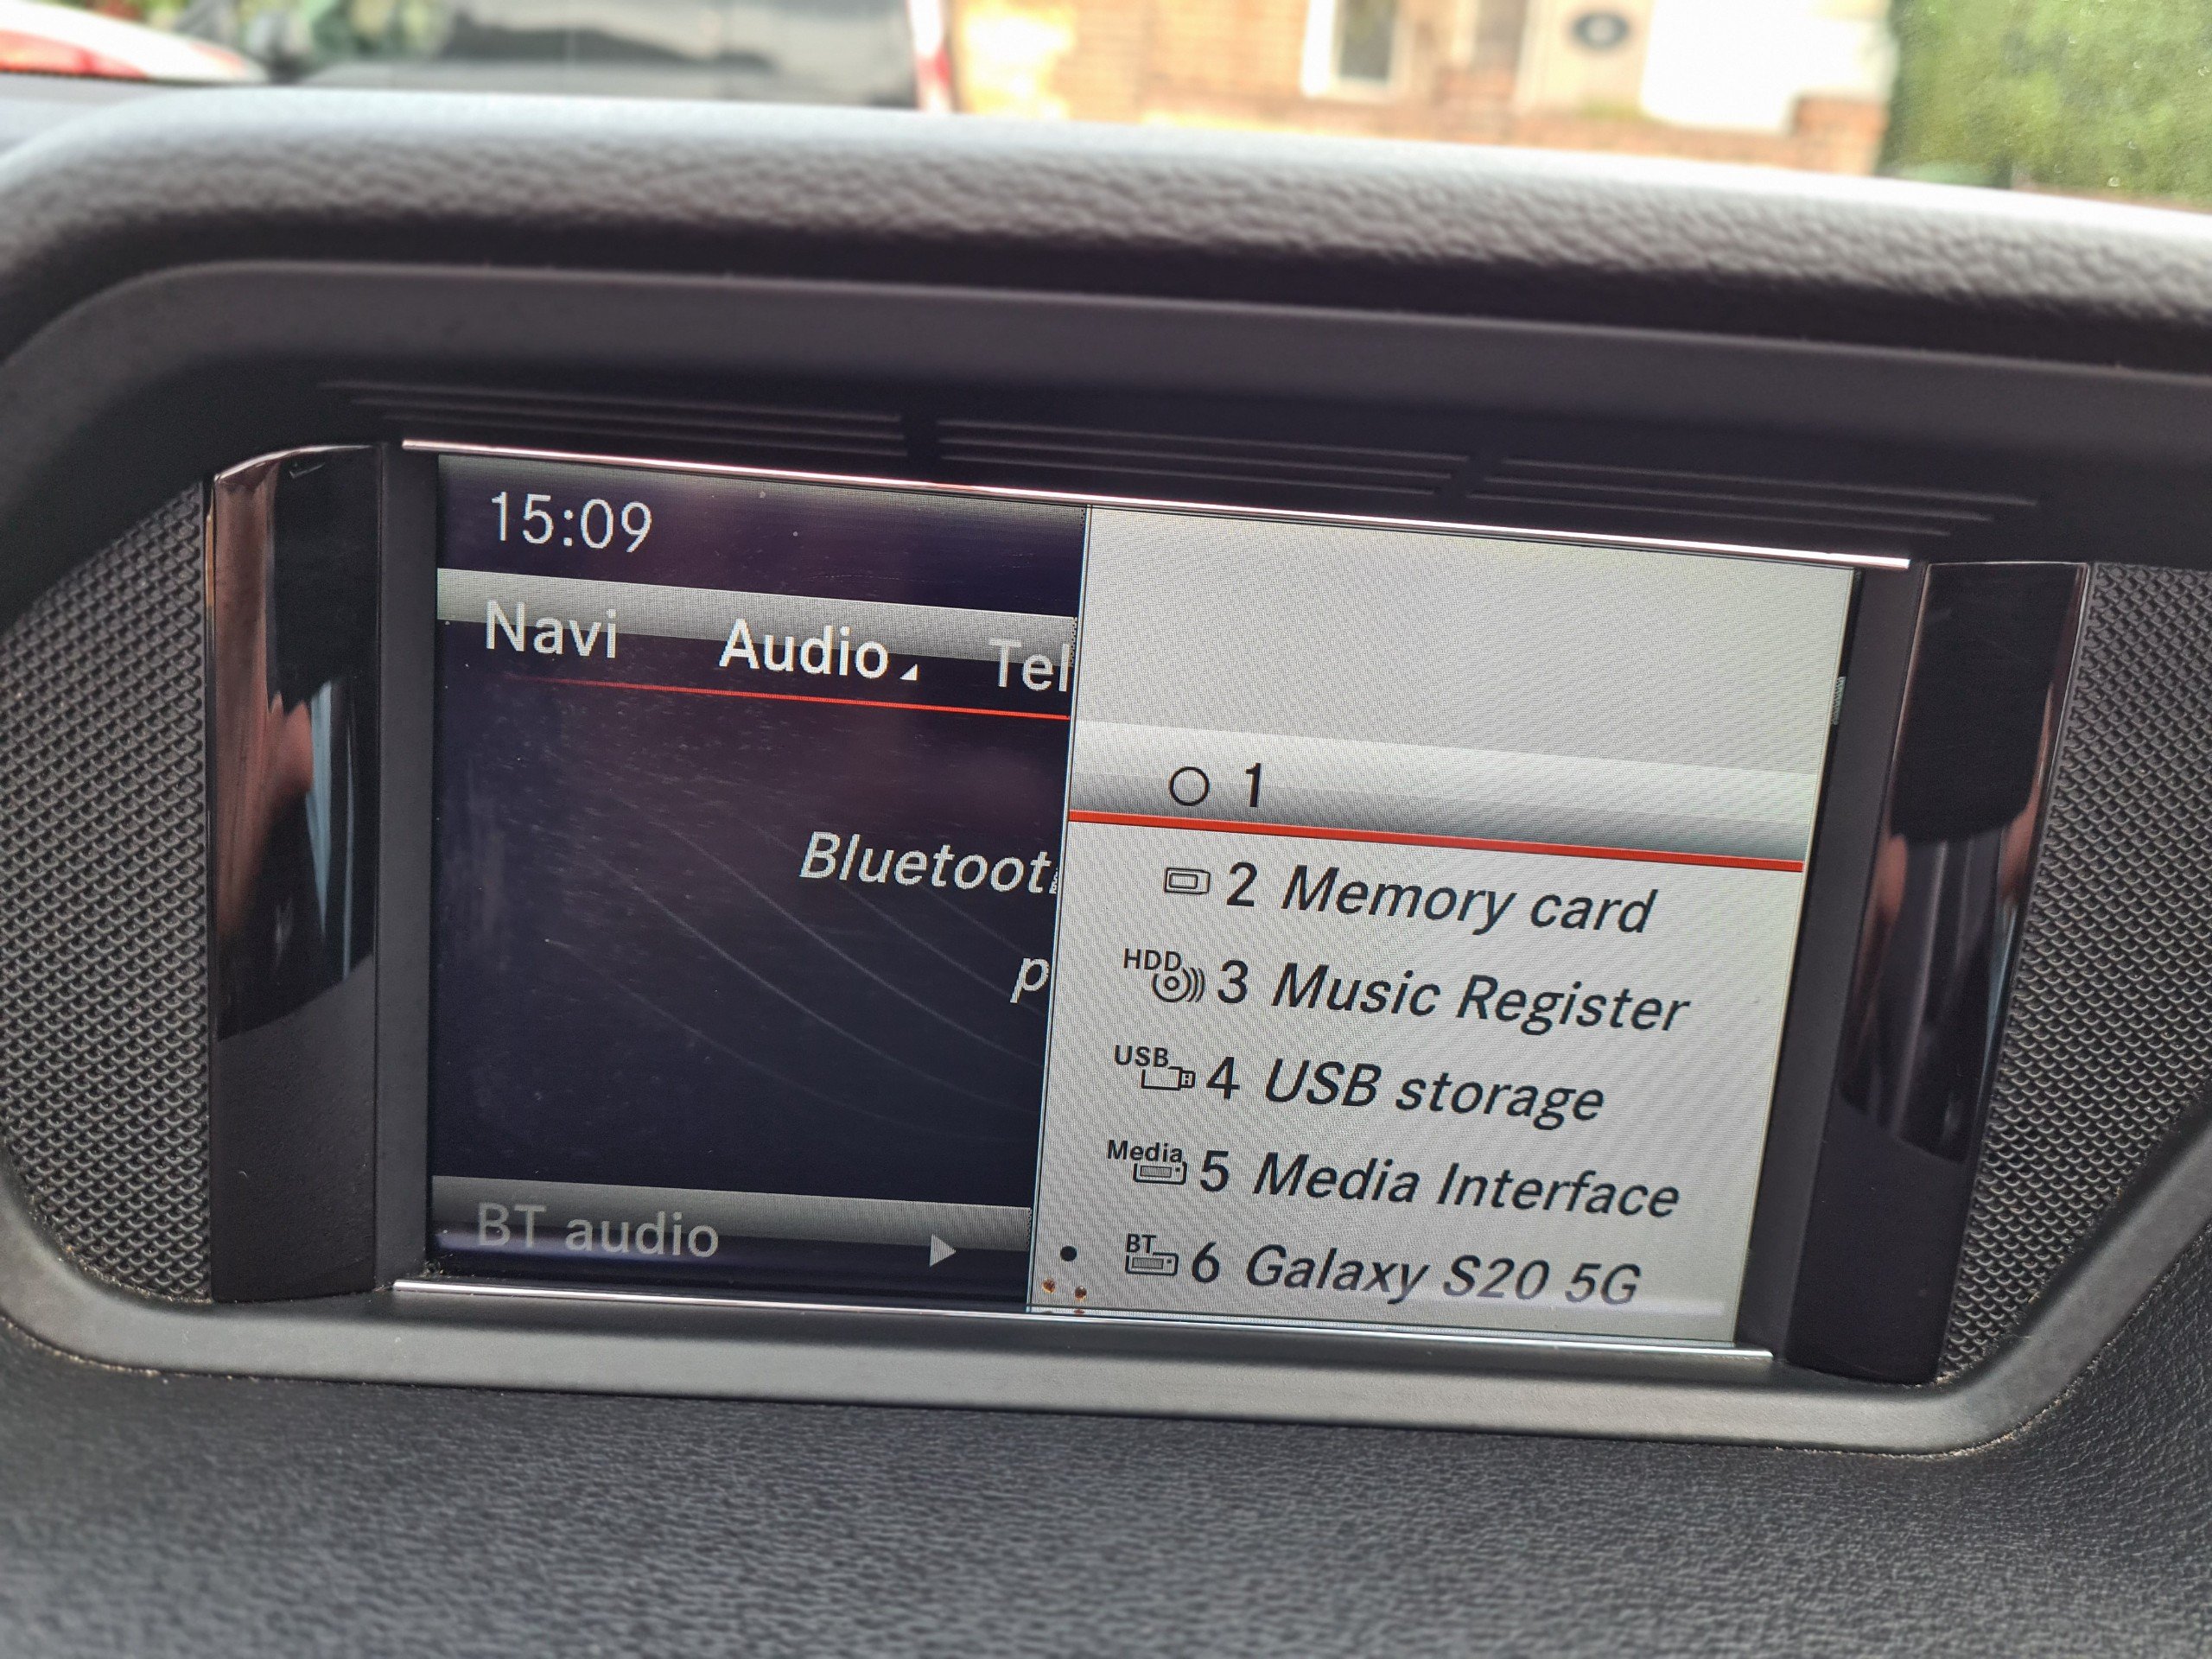 15:09
Navi Audio Tel
Bluetoot
p
BT audio
1
2 Memory card
HDD 3 Music Register
USB 4 USB storage
Media 5 Media Interface
BT 6 Galaxy S20 5G